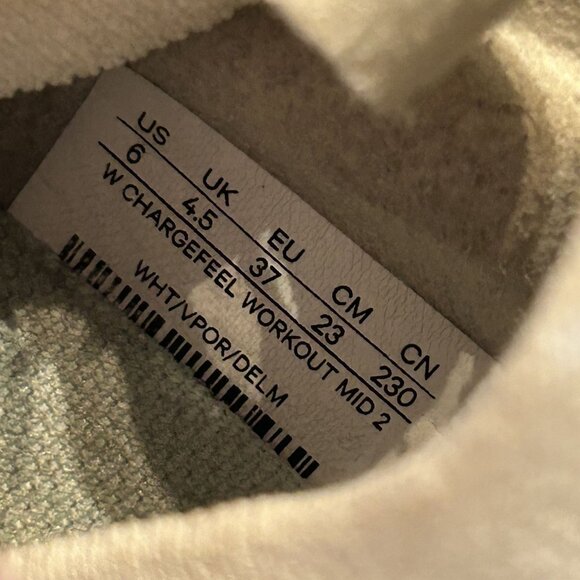 US UK EU CM CN
6 4.5 37 23 230
W CHARGEFEEL WORKOUT MID 2
WHT/VPOR/DELM